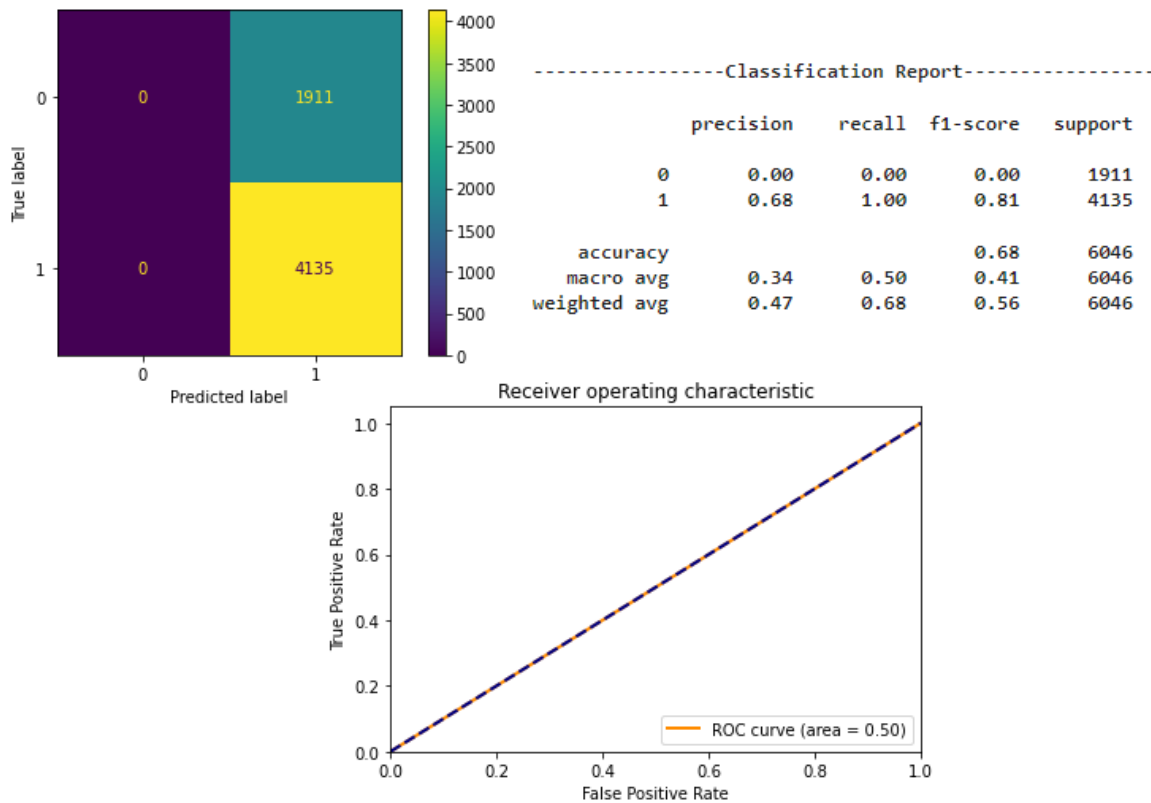 4000
3500
3000
2500
2000
1500
1000
500
0
True label
0
1
0 1911
0 4135
0 1
Predicted label
-----------------Classification Report-----------------
precision recall f1-score support
0 0.00 0.00 0.00 1911
1 0.68 1.00 0.81 4135
accuracy 0.68 6046
macro avg 0.34 0.50 0.41 6046
weighted avg 0.47 0.68 0.56 6046
Receiver operating characteristic
True Positive Rate
1.0
0.8
0.6
0.4
0.2
0.0
ROC curve (area = 0.50)
0.0 0.2 0.4 0.6 0.8 1.0
False Positive Rate